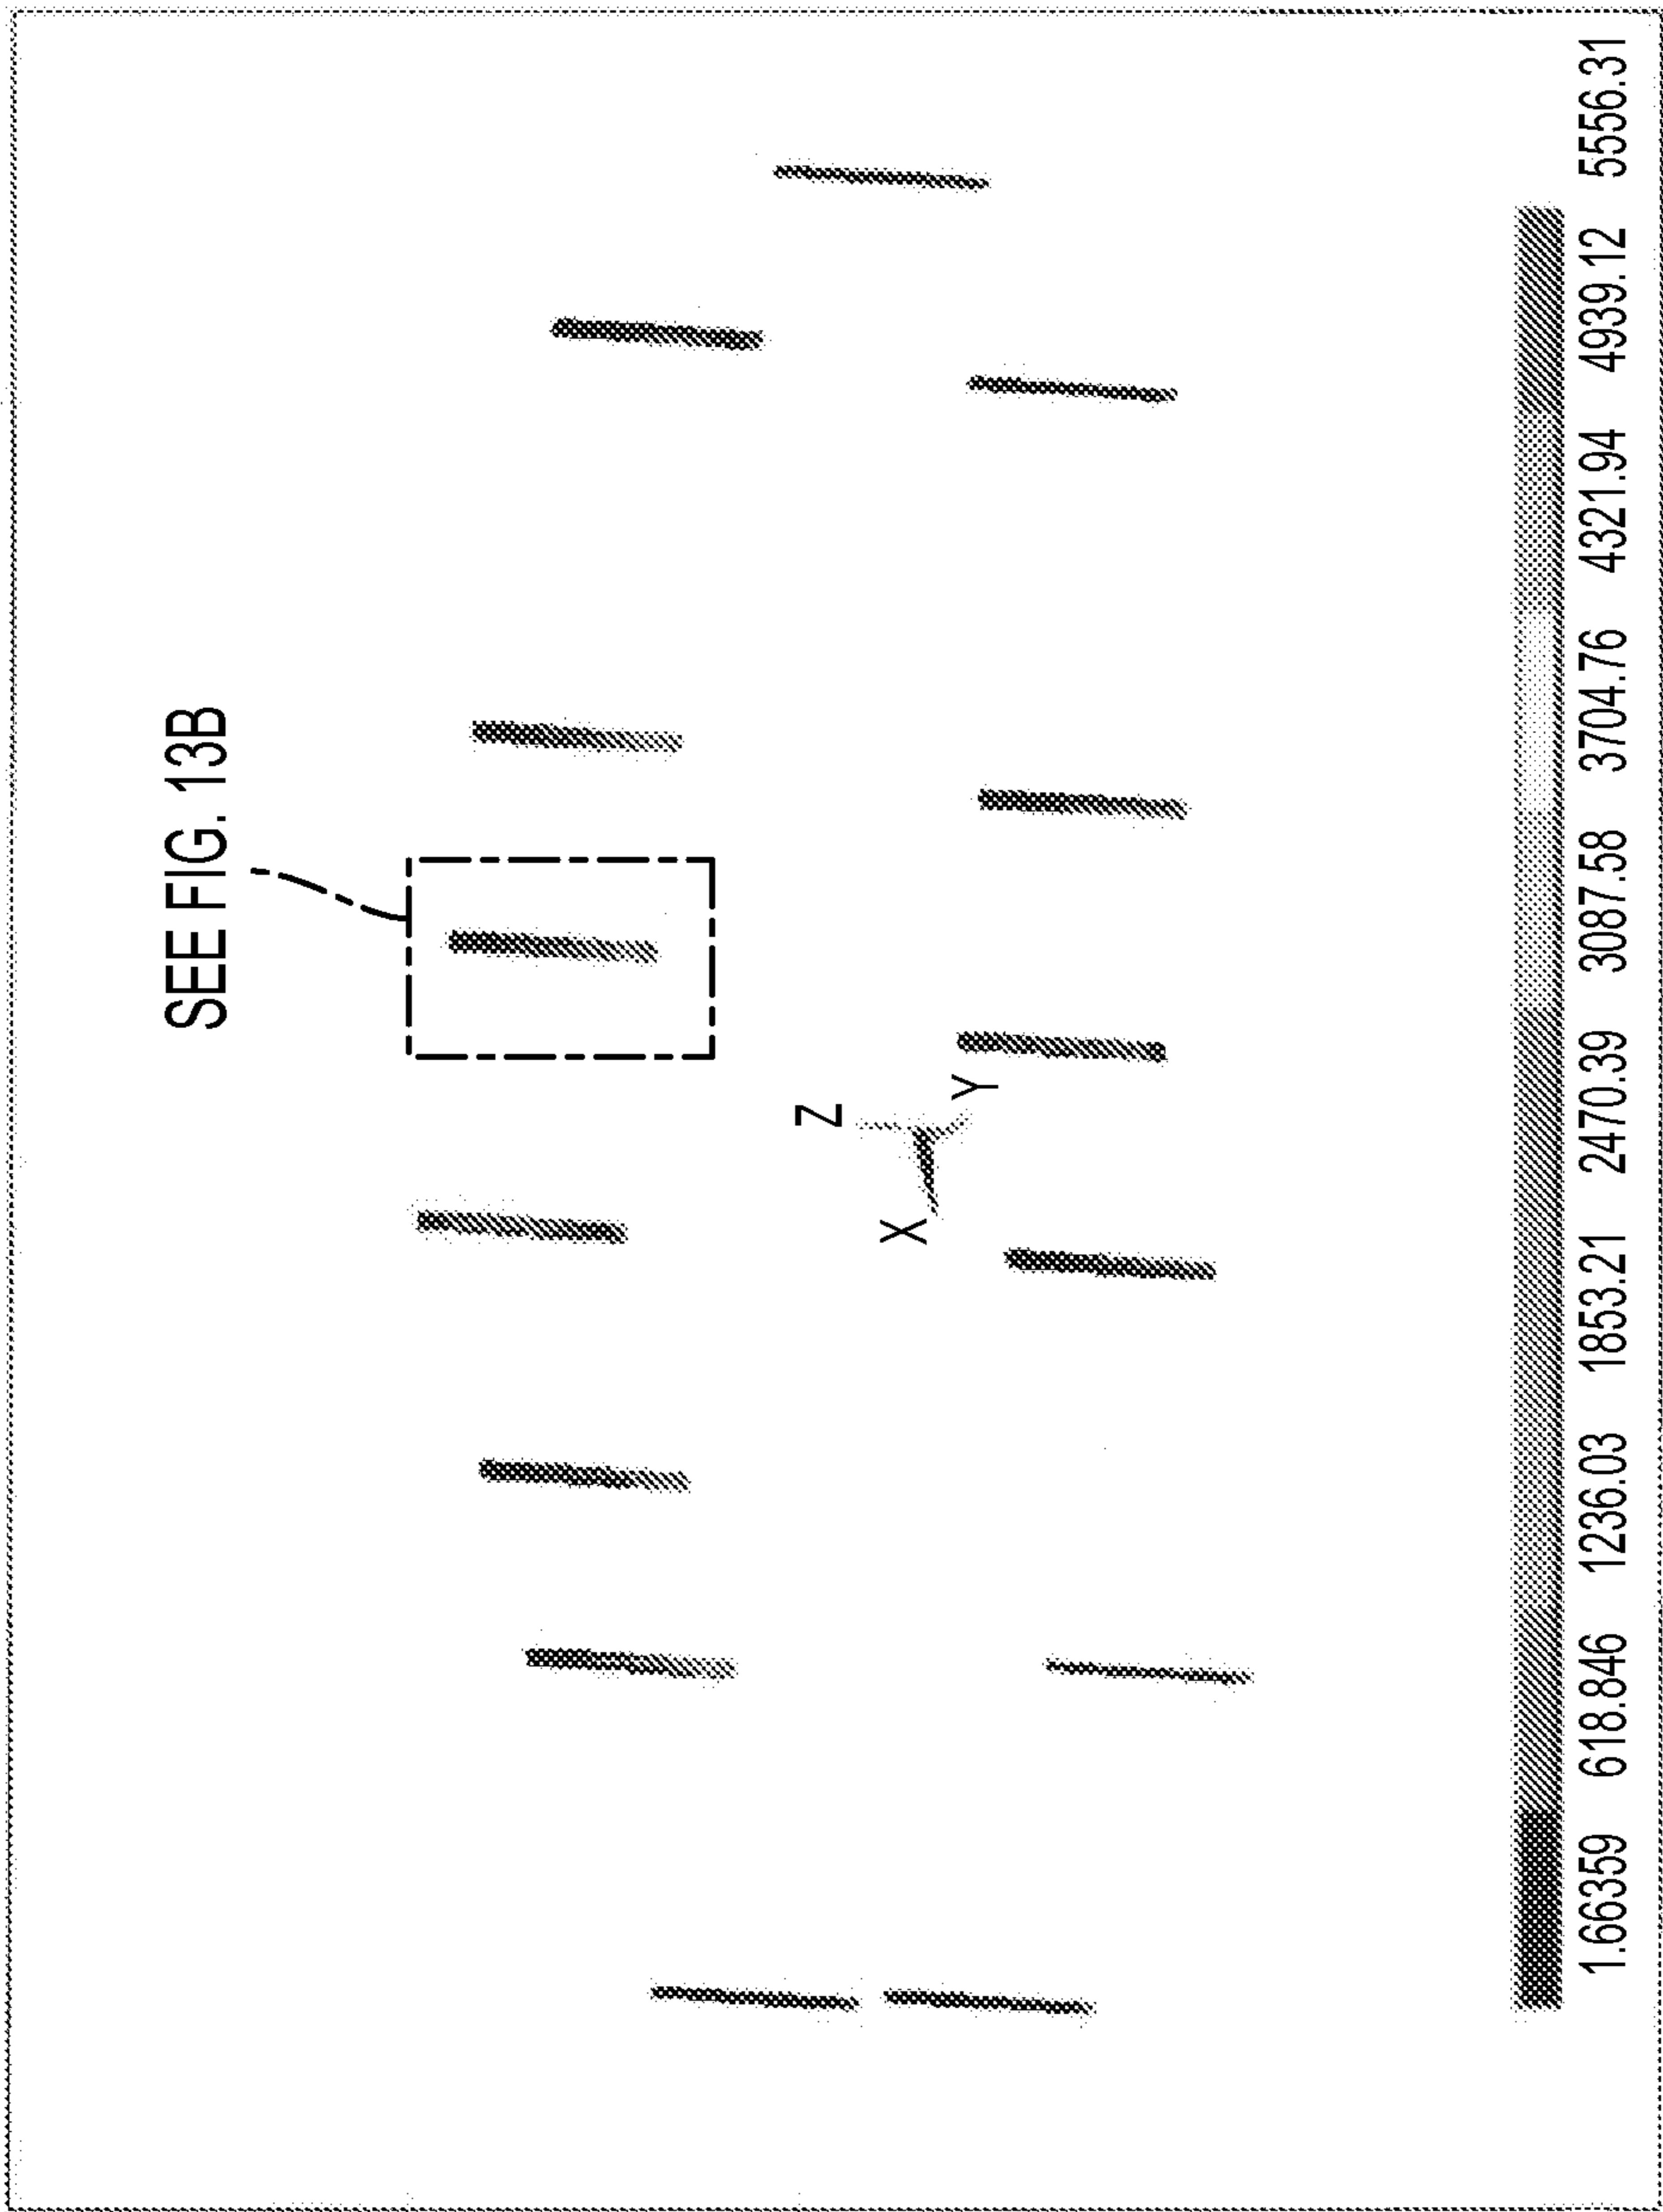 SEE FIG. 13B
Z
Y
X
1.66359 618.846 1236.03 1853.21 2470.39 3087.58 3704.76 4321.94 4939.12 5556.31